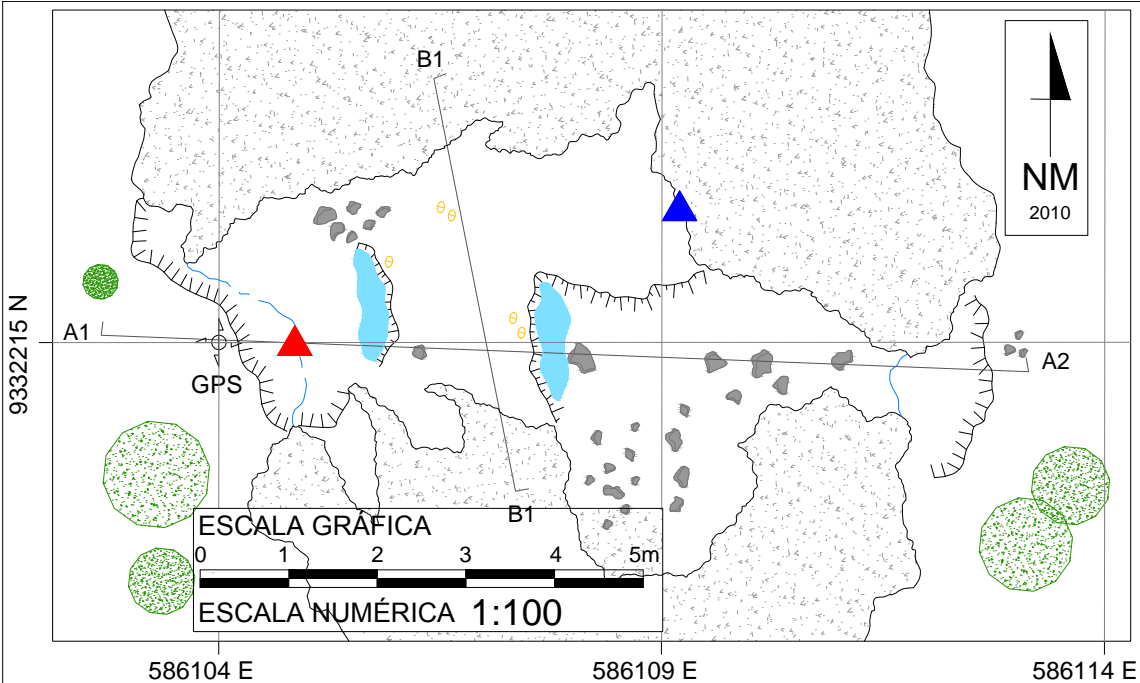 B1
NM
2010
A1
A2
GPS
9332215 N
B1
ESCALA GRÁFICA
0 1 2 3 4 5m
ESCALA NUMÉRICA 1:100
586104 E
586109 E
586114 E